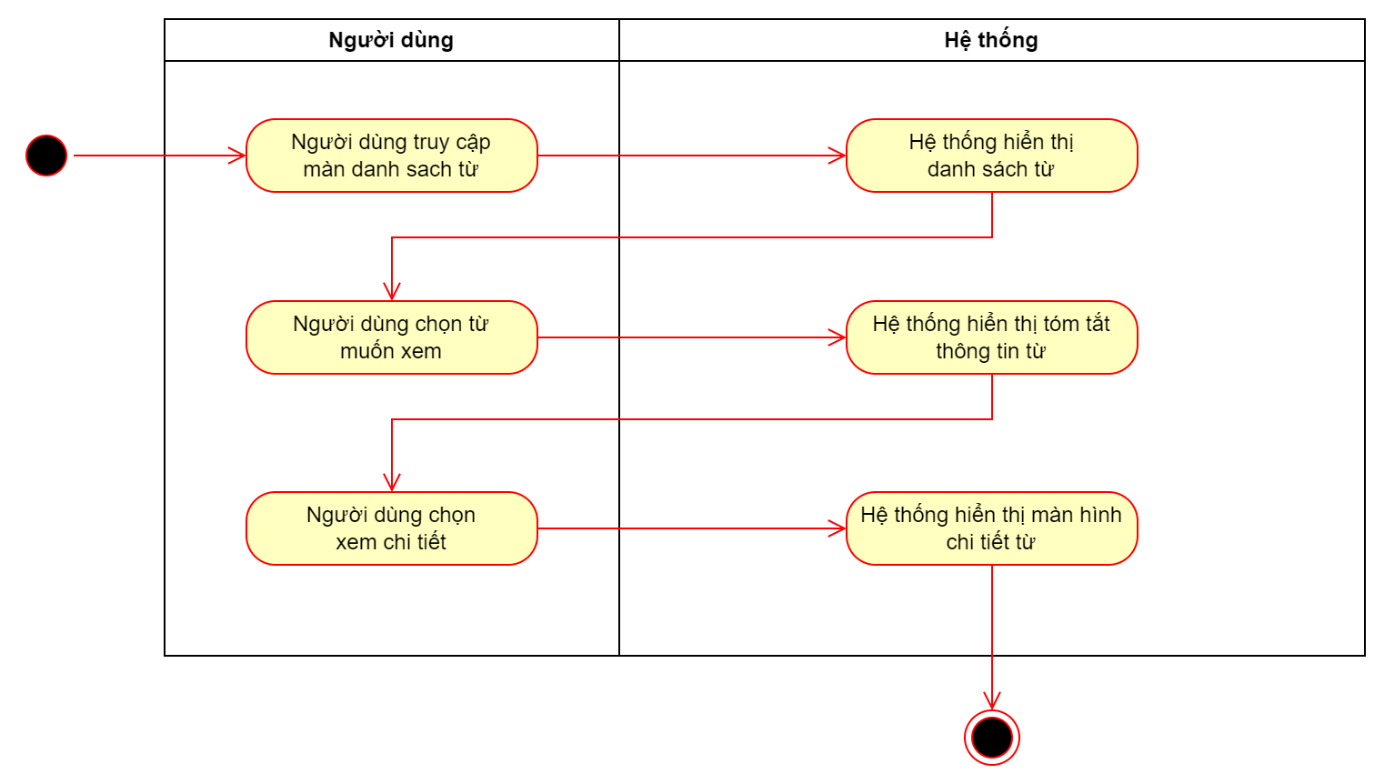 Người dùng
Hệ thống
Người dùng truy cập
màn danh sach từ
Hệ thống hiển thị
danh sách từ
Người dùng chọn từ
muốn xem
Hệ thống hiển thị tóm tắt
thông tin từ
Người dùng chọn
xem chi tiết
Hệ thống hiển thị màn hình
chi tiết từ